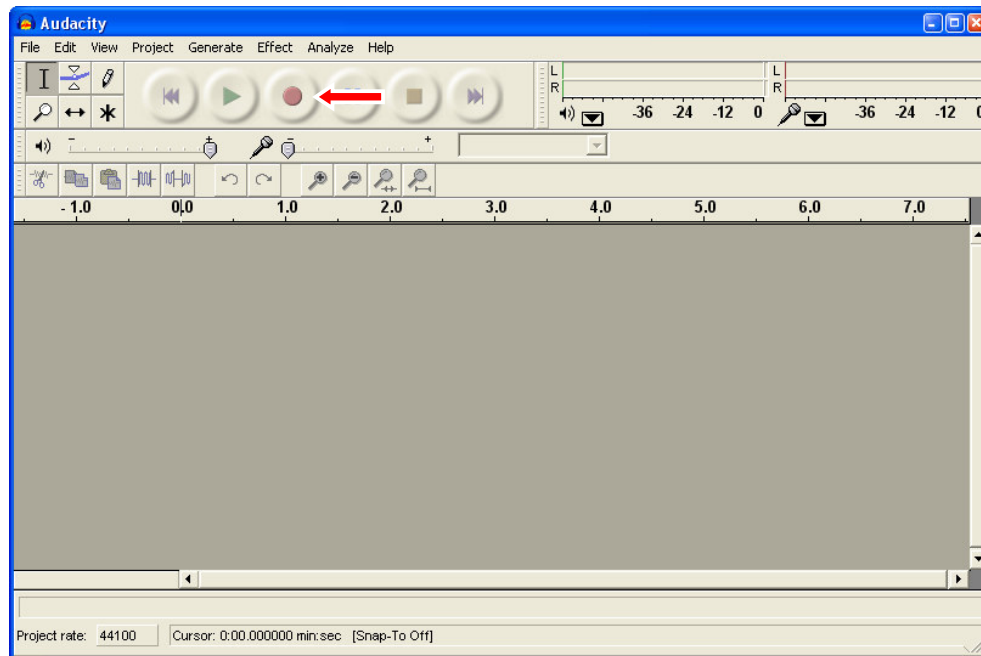 Audacity
File Edit View Project Generate Effect Analyze Help
L
R
-36 -24 -12 0
L
R
-36 -24 -12 0
- +
- +
- 1.0 0.0 1.0 2.0 3.0 4.0 5.0 6.0 7.0
Project rate: 44100 Cursor: 0:00.000000 min:sec [Snap-To Off]